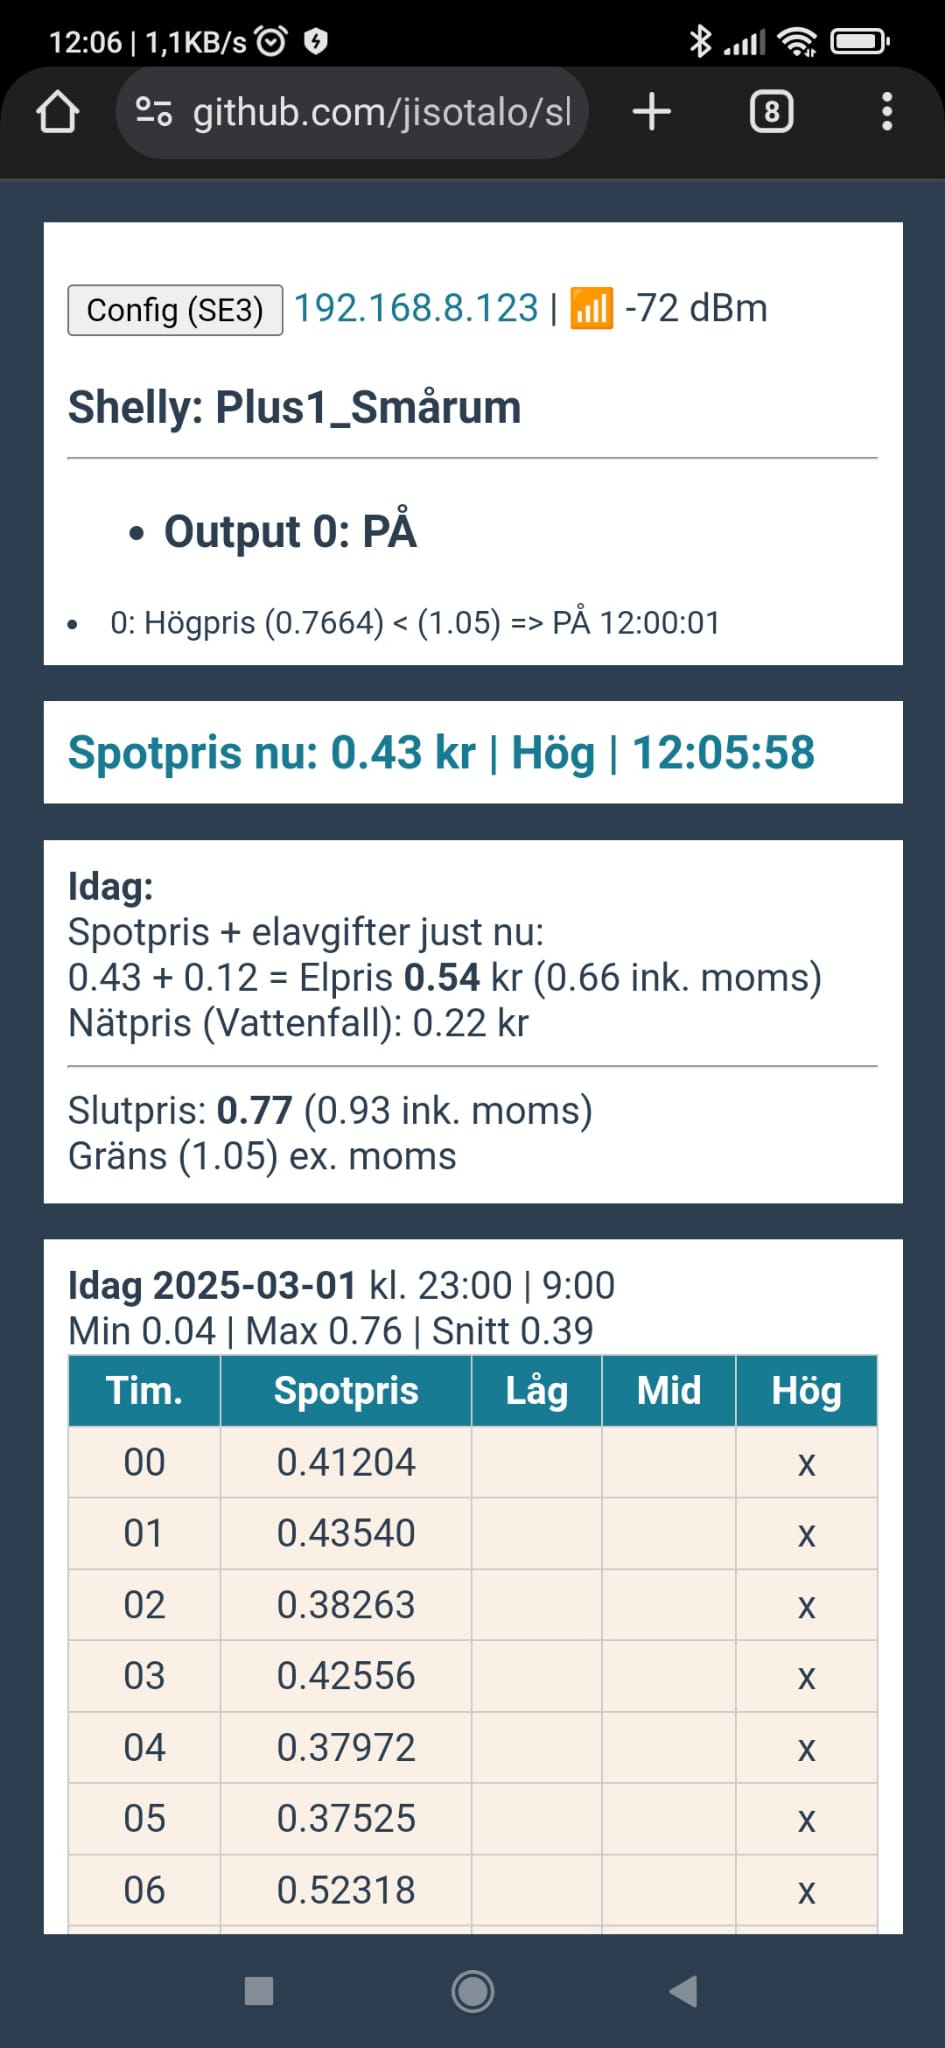 12:06 | 1,1KB/s
github.com/jisotalo/sl
8
Config (SE3) 192.168.8.123 | 📶 -72 dBm
Shelly: Plus1_Smårum
• Output 0: PÅ
• 0: Högpris (0.7664) < (1.05) => PÅ 12:00:01
Spotpris nu: 0.43 kr | Hög | 12:05:58
Idag:
Spotpris + elavgifter just nu:
0.43 + 0.12 = Elpris 0.54 kr (0.66 ink. moms)
Nätpris (Vattenfall): 0.22 kr
Slutpris: 0.77 (0.93 ink. moms)
Gräns (1.05) ex. moms
Idag 2025-03-01 kl. 23:00 | 9:00
Min 0.04 | Max 0.76 | Snitt 0.39
Tim. Spotpris Låg Mid Hög
00 0.41204 x
01 0.43540 x
02 0.38263 x
03 0.42556 x
04 0.37972 x
05 0.37525 x
06 0.52318 x